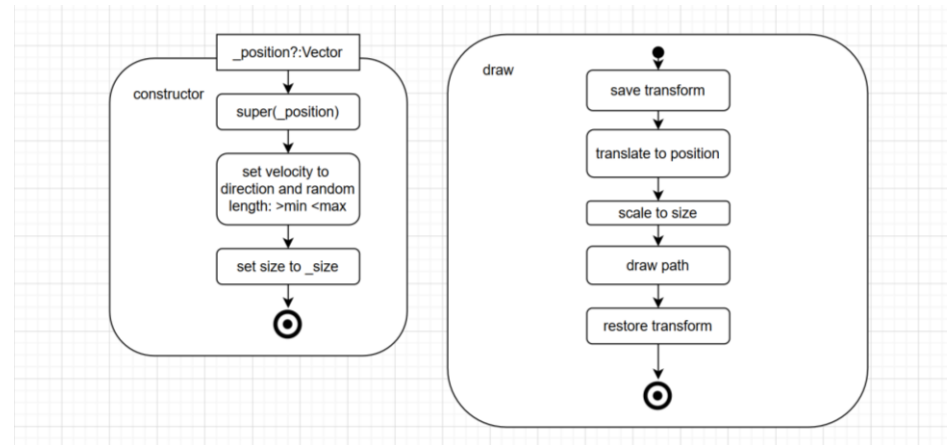 _position?:Vector
constructor
super(_position)
set velocity to
direction and random
length: >min <max
set size to _size
draw
save transform
translate to position
scale to size
draw path
restore transform